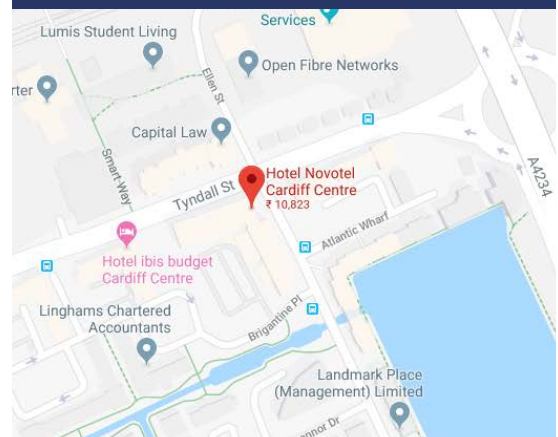 Services
Lumis Student Living
Open Fibre Networks
rter
Ellen St
Capital Law
Smart Way
Tyndall St
Hotel Novotel
Cardiff Centre
₹ 10,823
A4234
Atlantic Wharf
Hotel ibis budget
Cardiff Centre
Linghams Chartered
Accountants
Brigantine Pl
Landmark Place
(Management) Limited
nnor Dr